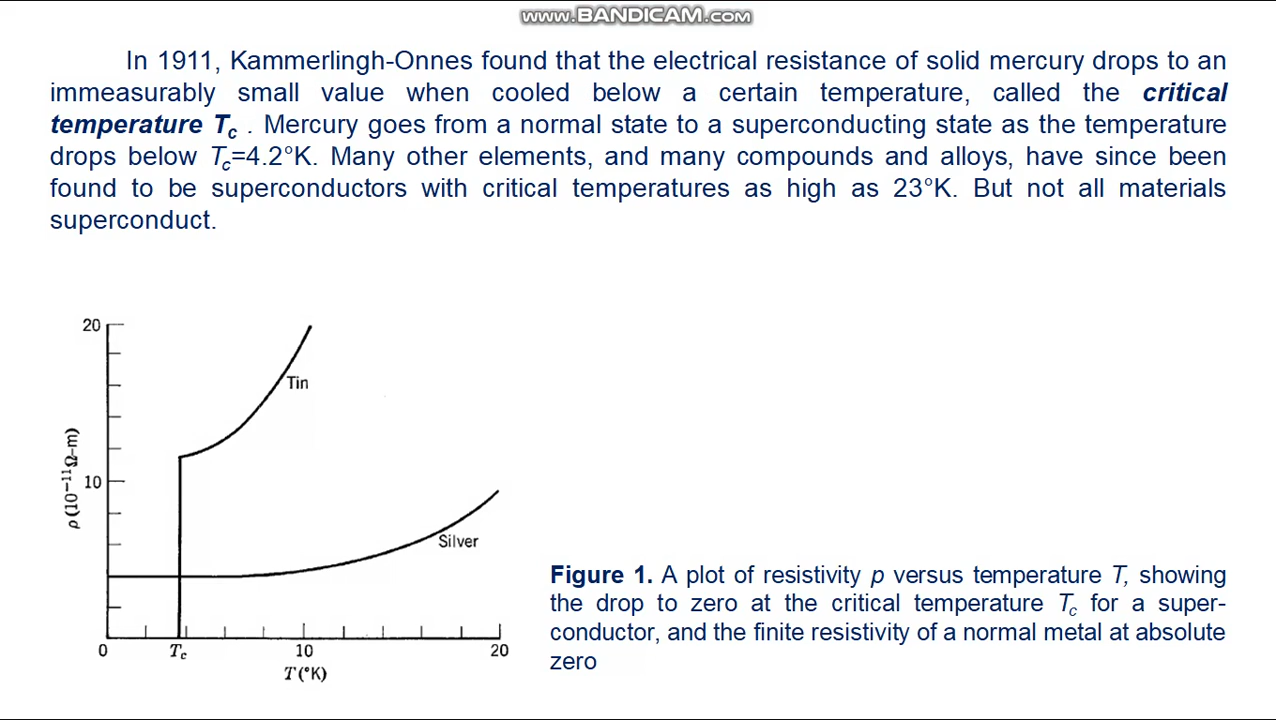 www.BANDICAM.com
In 1911, Kammerlingh-Onnes found that the electrical resistance of solid mercury drops to an
immeasurably small value when cooled below a certain temperature, called the critical
temperature Tc . Mercury goes from a normal state to a superconducting state as the temperature
drops below Tc=4.2°K. Many other elements, and many compounds and alloys, have since been
found to be superconductors with critical temperatures as high as 23°K. But not all materials
superconduct.
20
Tin
ρ (10⁻¹¹Ω–m)
10
Silver
0 Tc 10 20
T (°K)
Figure 1. A plot of resistivity p versus temperature T, showing
the drop to zero at the critical temperature Tc for a super-
conductor, and the finite resistivity of a normal metal at absolute
zero